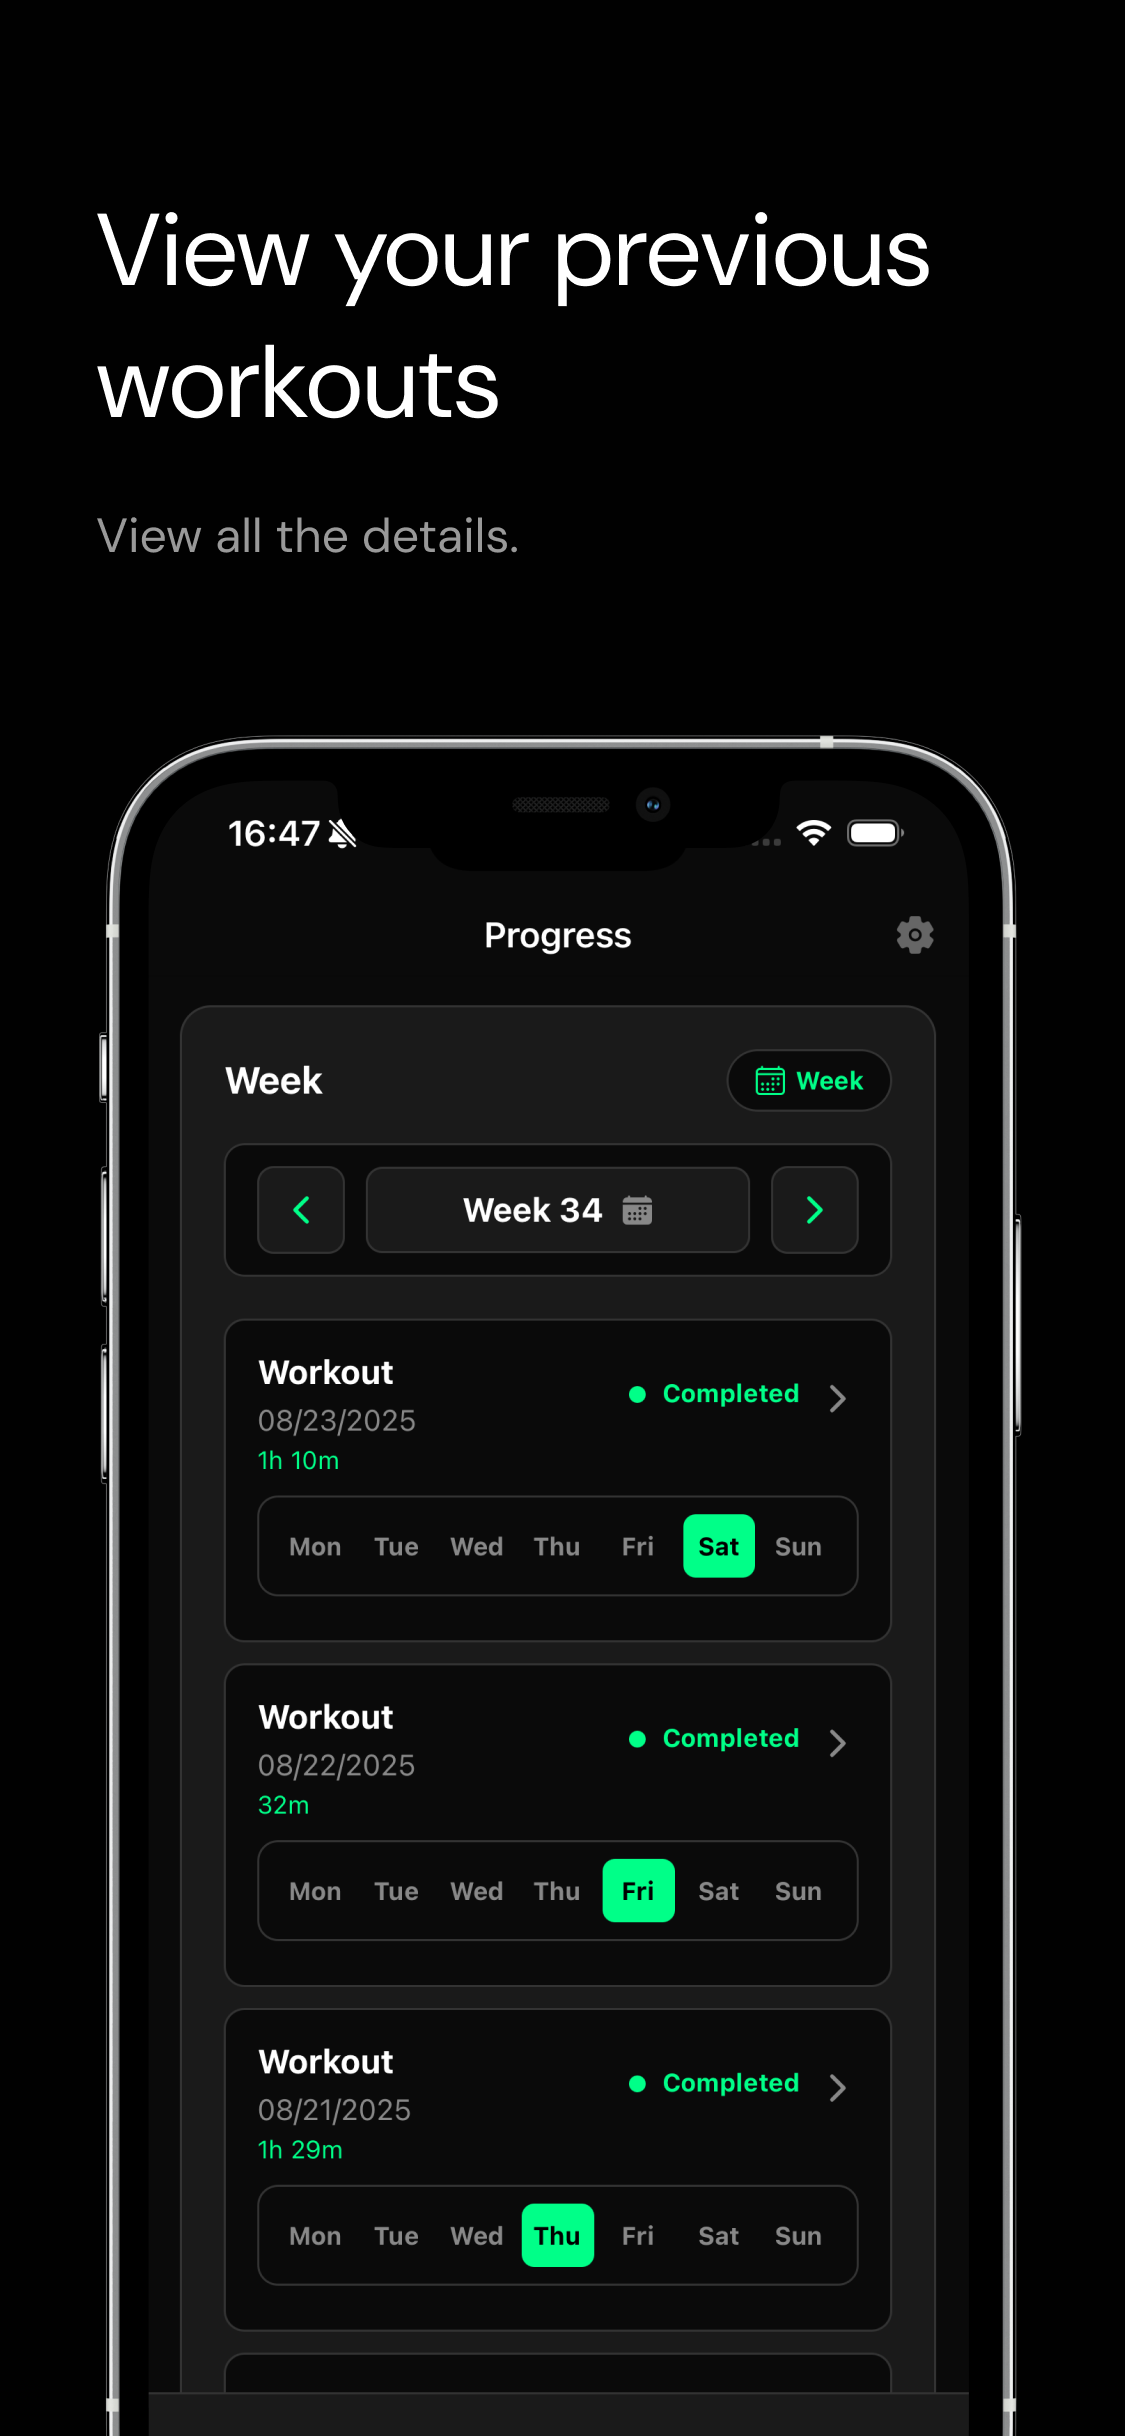 View your previous
workouts
View all the details.
16:47
Progress
Week
Week
Week 34
Workout
Completed
08/23/2025
1h 10m
Mon Tue Wed Thu Fri Sat Sun
Workout
Completed
08/22/2025
32m
Mon Tue Wed Thu Fri Sat Sun
Workout
Completed
08/21/2025
1h 29m
Mon Tue Wed Thu Fri Sat Sun